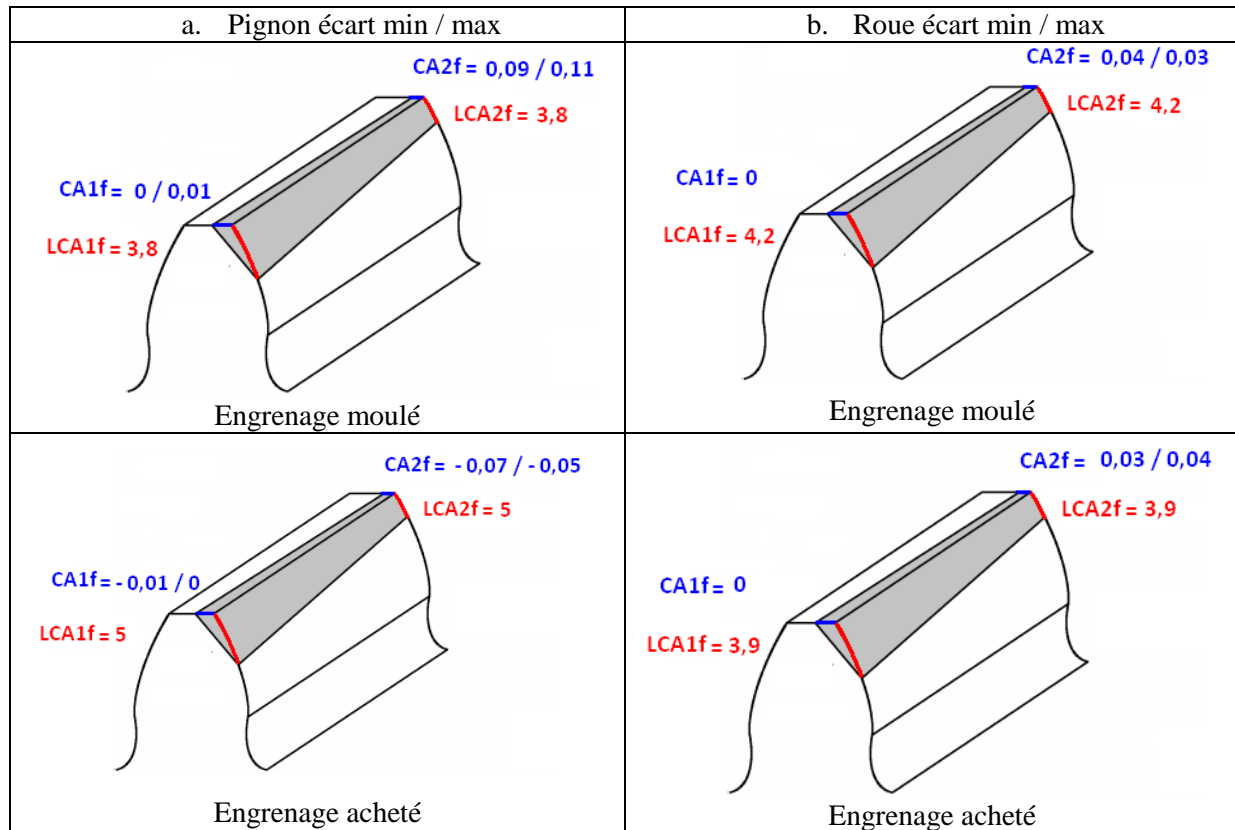 a. Pignon écart min / max
b. Roue écart min / max
CA2f = 0,09 / 0,11
LCA2f = 3,8
CA1f = 0 / 0,01
LCA1f = 3,8
Engrenage moulé
CA2f = 0,04 / 0,03
LCA2f = 4,2
CA1f = 0
LCA1f = 4,2
Engrenage moulé
CA2f = - 0,07 / - 0,05
LCA2f = 5
CA1f = - 0,01 / 0
LCA1f = 5
Engrenage acheté
CA2f = 0,03 / 0,04
LCA2f = 3,9
CA1f = 0
LCA1f = 3,9
Engrenage acheté